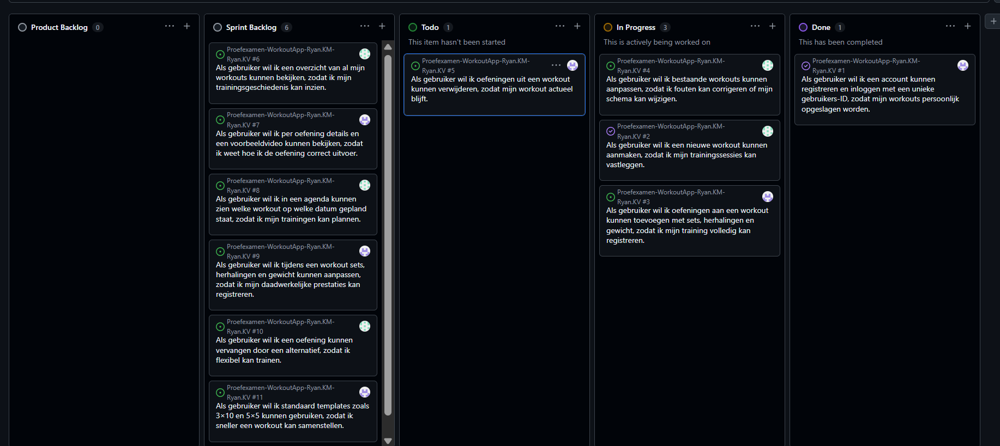 Product Backlog 0
Sprint Backlog 6
Proefexamen-WorkoutApp-Ryan.KM-
Ryan.KV #6
Als gebruiker wil ik een overzicht van al mijn
workouts kunnen bekijken, zodat ik mijn
trainingsgeschiedenis kan inzien.
Proefexamen-WorkoutApp-Ryan.KM-
Ryan.KV #7
Als gebruiker wil ik per oefening details en
een voorbeeldvideo kunnen bekijken, zodat
ik weet hoe ik de oefening correct uitvoer.
Proefexamen-WorkoutApp-Ryan.KM-
Ryan.KV #8
Als gebruiker wil ik in een agenda kunnen
zien welke workout op welke datum gepland
staat, zodat ik mijn trainingen kan plannen.
Proefexamen-WorkoutApp-Ryan.KM-
Ryan.KV #9
Als gebruiker wil ik tijdens een workout sets,
herhalingen en gewicht kunnen aanpassen,
zodat ik mijn daadwerkelijke prestaties kan
registreren.
Proefexamen-WorkoutApp-Ryan.KM-
Ryan.KV #10
Als gebruiker wil ik een oefening kunnen
vervangen door een alternatief, zodat ik
flexibel kan trainen.
Proefexamen-WorkoutApp-Ryan.KM-
Ryan.KV #11
Als gebruiker wil ik standaard templates zoals
3×10 en 5×5 kunnen gebruiken, zodat ik
sneller een workout kan samenstellen.
Todo 1
This item hasn't been started
Proefexamen-WorkoutApp-Ryan.KM-
Ryan.KV #5
Als gebruiker wil ik oefeningen uit een workout
kunnen verwijderen, zodat mijn workout actueel
blijft.
In Progress 3
This is actively being worked on
Proefexamen-WorkoutApp-Ryan.KM-
Ryan.KV #4
Als gebruiker wil ik bestaande workouts kunnen
aanpassen, zodat ik fouten kan corrigeren of mijn
schema kan wijzigen.
Proefexamen-WorkoutApp-Ryan.KM-
Ryan.KV #2
Als gebruiker wil ik een nieuwe workout kunnen
aanmaken, zodat ik mijn trainingssessies kan
vastleggen.
Proefexamen-WorkoutApp-Ryan.KM-
Ryan.KV #3
Als gebruiker wil ik oefeningen aan een workout
kunnen toevoegen met sets, herhalingen en
gewicht, zodat ik mijn training volledig kan
registreren.
Done 1
This has been completed
Proefexamen-WorkoutApp-Ryan.KM-
Ryan.KV #1
Als gebruiker wil ik een account kunnen
registreren en inloggen met een unieke
gebruikers-ID, zodat mijn workouts persoonlijk
opgeslagen worden.